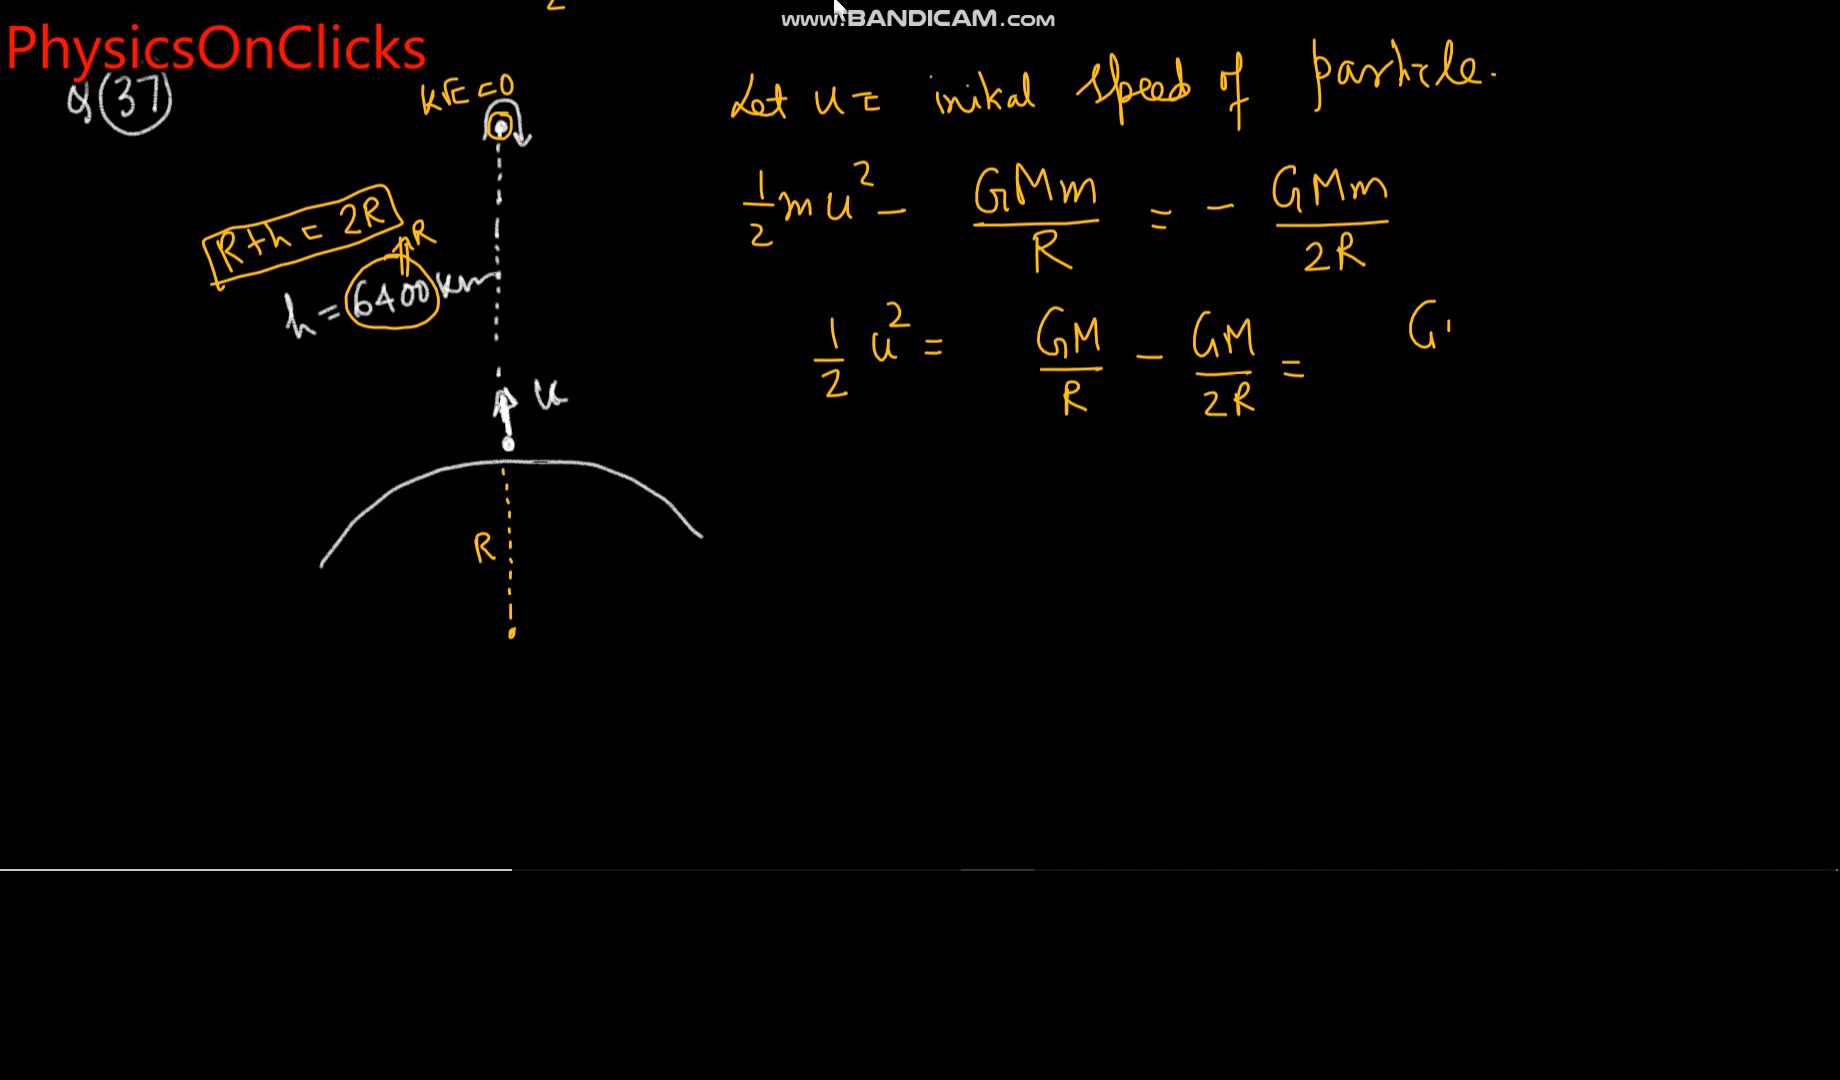 www.BANDICAM.com
PhysicsOnClicks
Q (37)
KE = 0
R+h = 2R
R
h = 6400 km
u
R
Let u = initial speed of particle.
1/2 m u² - GMm/R = - GMm/2R
1/2 u² = GM/R - GM/2R = G